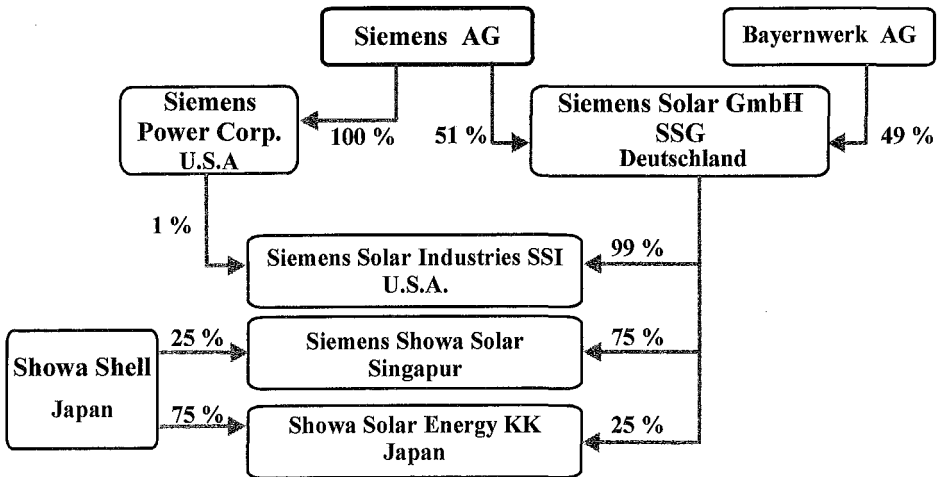 Siemens AG
Bayernwerk AG
Siemens
Power Corp.
U.S.A
100 %
51 %
Siemens Solar GmbH
SSG
Deutschland
49 %
1 %
Siemens Solar Industries SSI
U.S.A.
99 %
Showa Shell
Japan
25 %
Siemens Showa Solar
Singapur
75 %
75 %
Showa Solar Energy KK
Japan
25 %